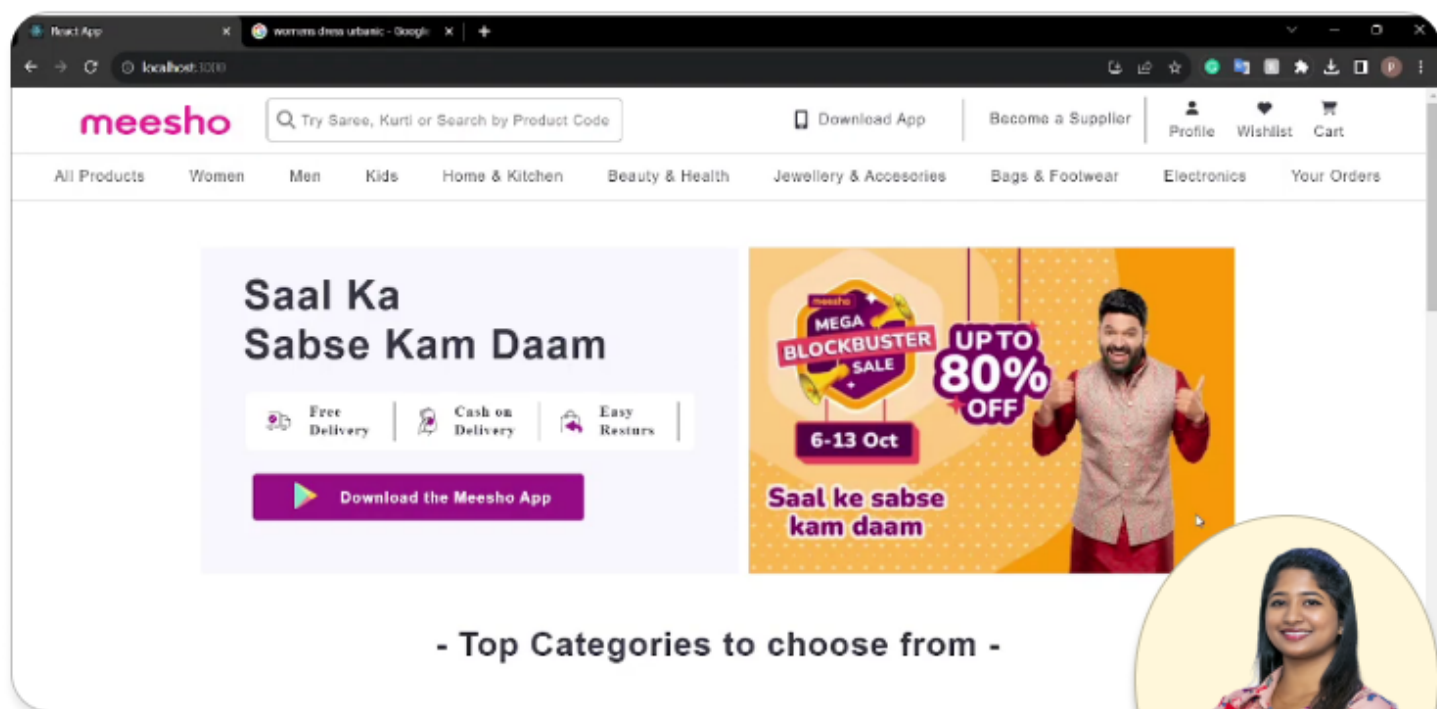 React App
womens dress urbanic - Google
localhost:3000
meesho
Try Saree, Kurti or Search by Product Code
Download App
Become a Supplier
Profile Wishlist Cart
All Products Women Men Kids Home & Kitchen Beauty & Health Jewellery & Accesories Bags & Footwear Electronics Your Orders
Saal Ka
Sabse Kam Daam
Free
Delivery
Cash on
Delivery
Easy
Resturs
Download the Meesho App
meesho
MEGA
BLOCKBUSTER
SALE
UP TO
80%
OFF
6-13 Oct
Saal ke sabse
kam daam
P
- Top Categories to choose from -